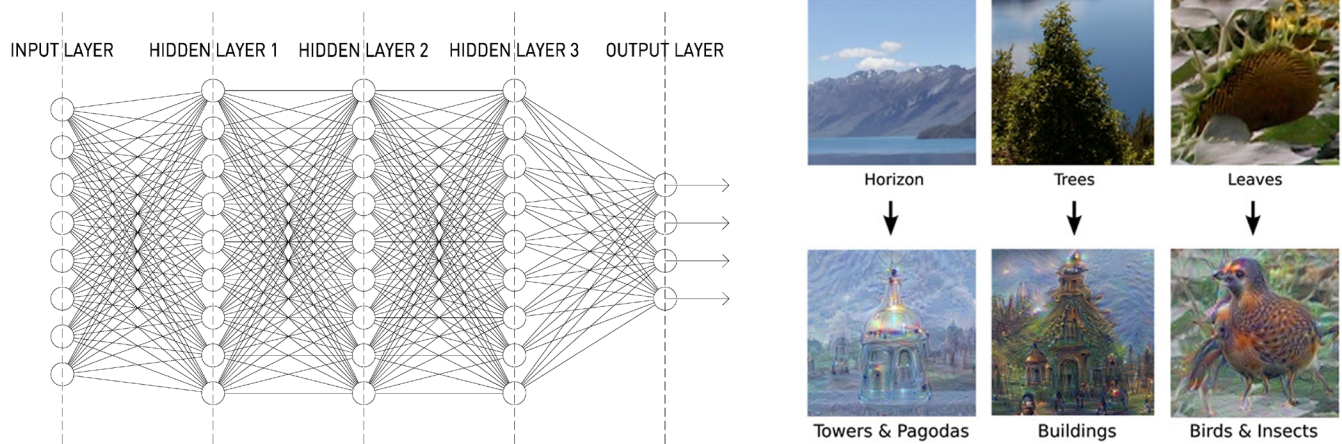 INPUT LAYER
HIDDEN LAYER 1
HIDDEN LAYER 2
HIDDEN LAYER 3
OUTPUT LAYER
Horizon
Trees
Leaves
Towers & Pagodas
Buildings
Birds & Insects